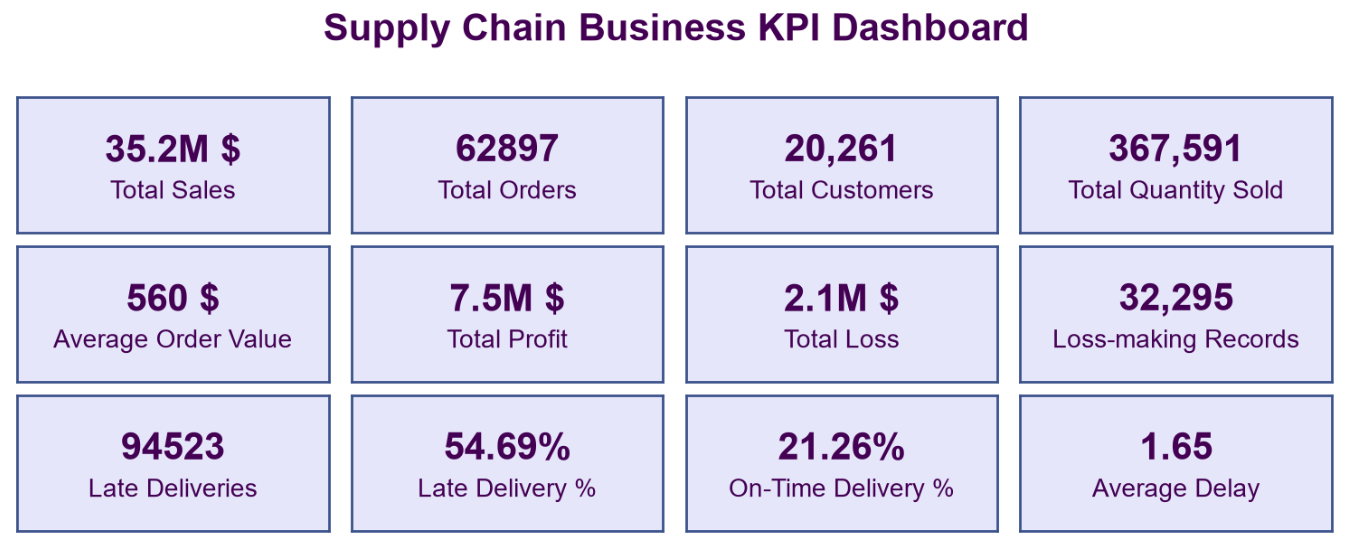 Supply Chain Business KPI Dashboard
35.2M $
Total Sales
62897
Total Orders
20,261
Total Customers
367,591
Total Quantity Sold
560 $
Average Order Value
7.5M $
Total Profit
2.1M $
Total Loss
32,295
Loss-making Records
94523
Late Deliveries
54.69%
Late Delivery %
21.26%
On-Time Delivery %
1.65
Average Delay